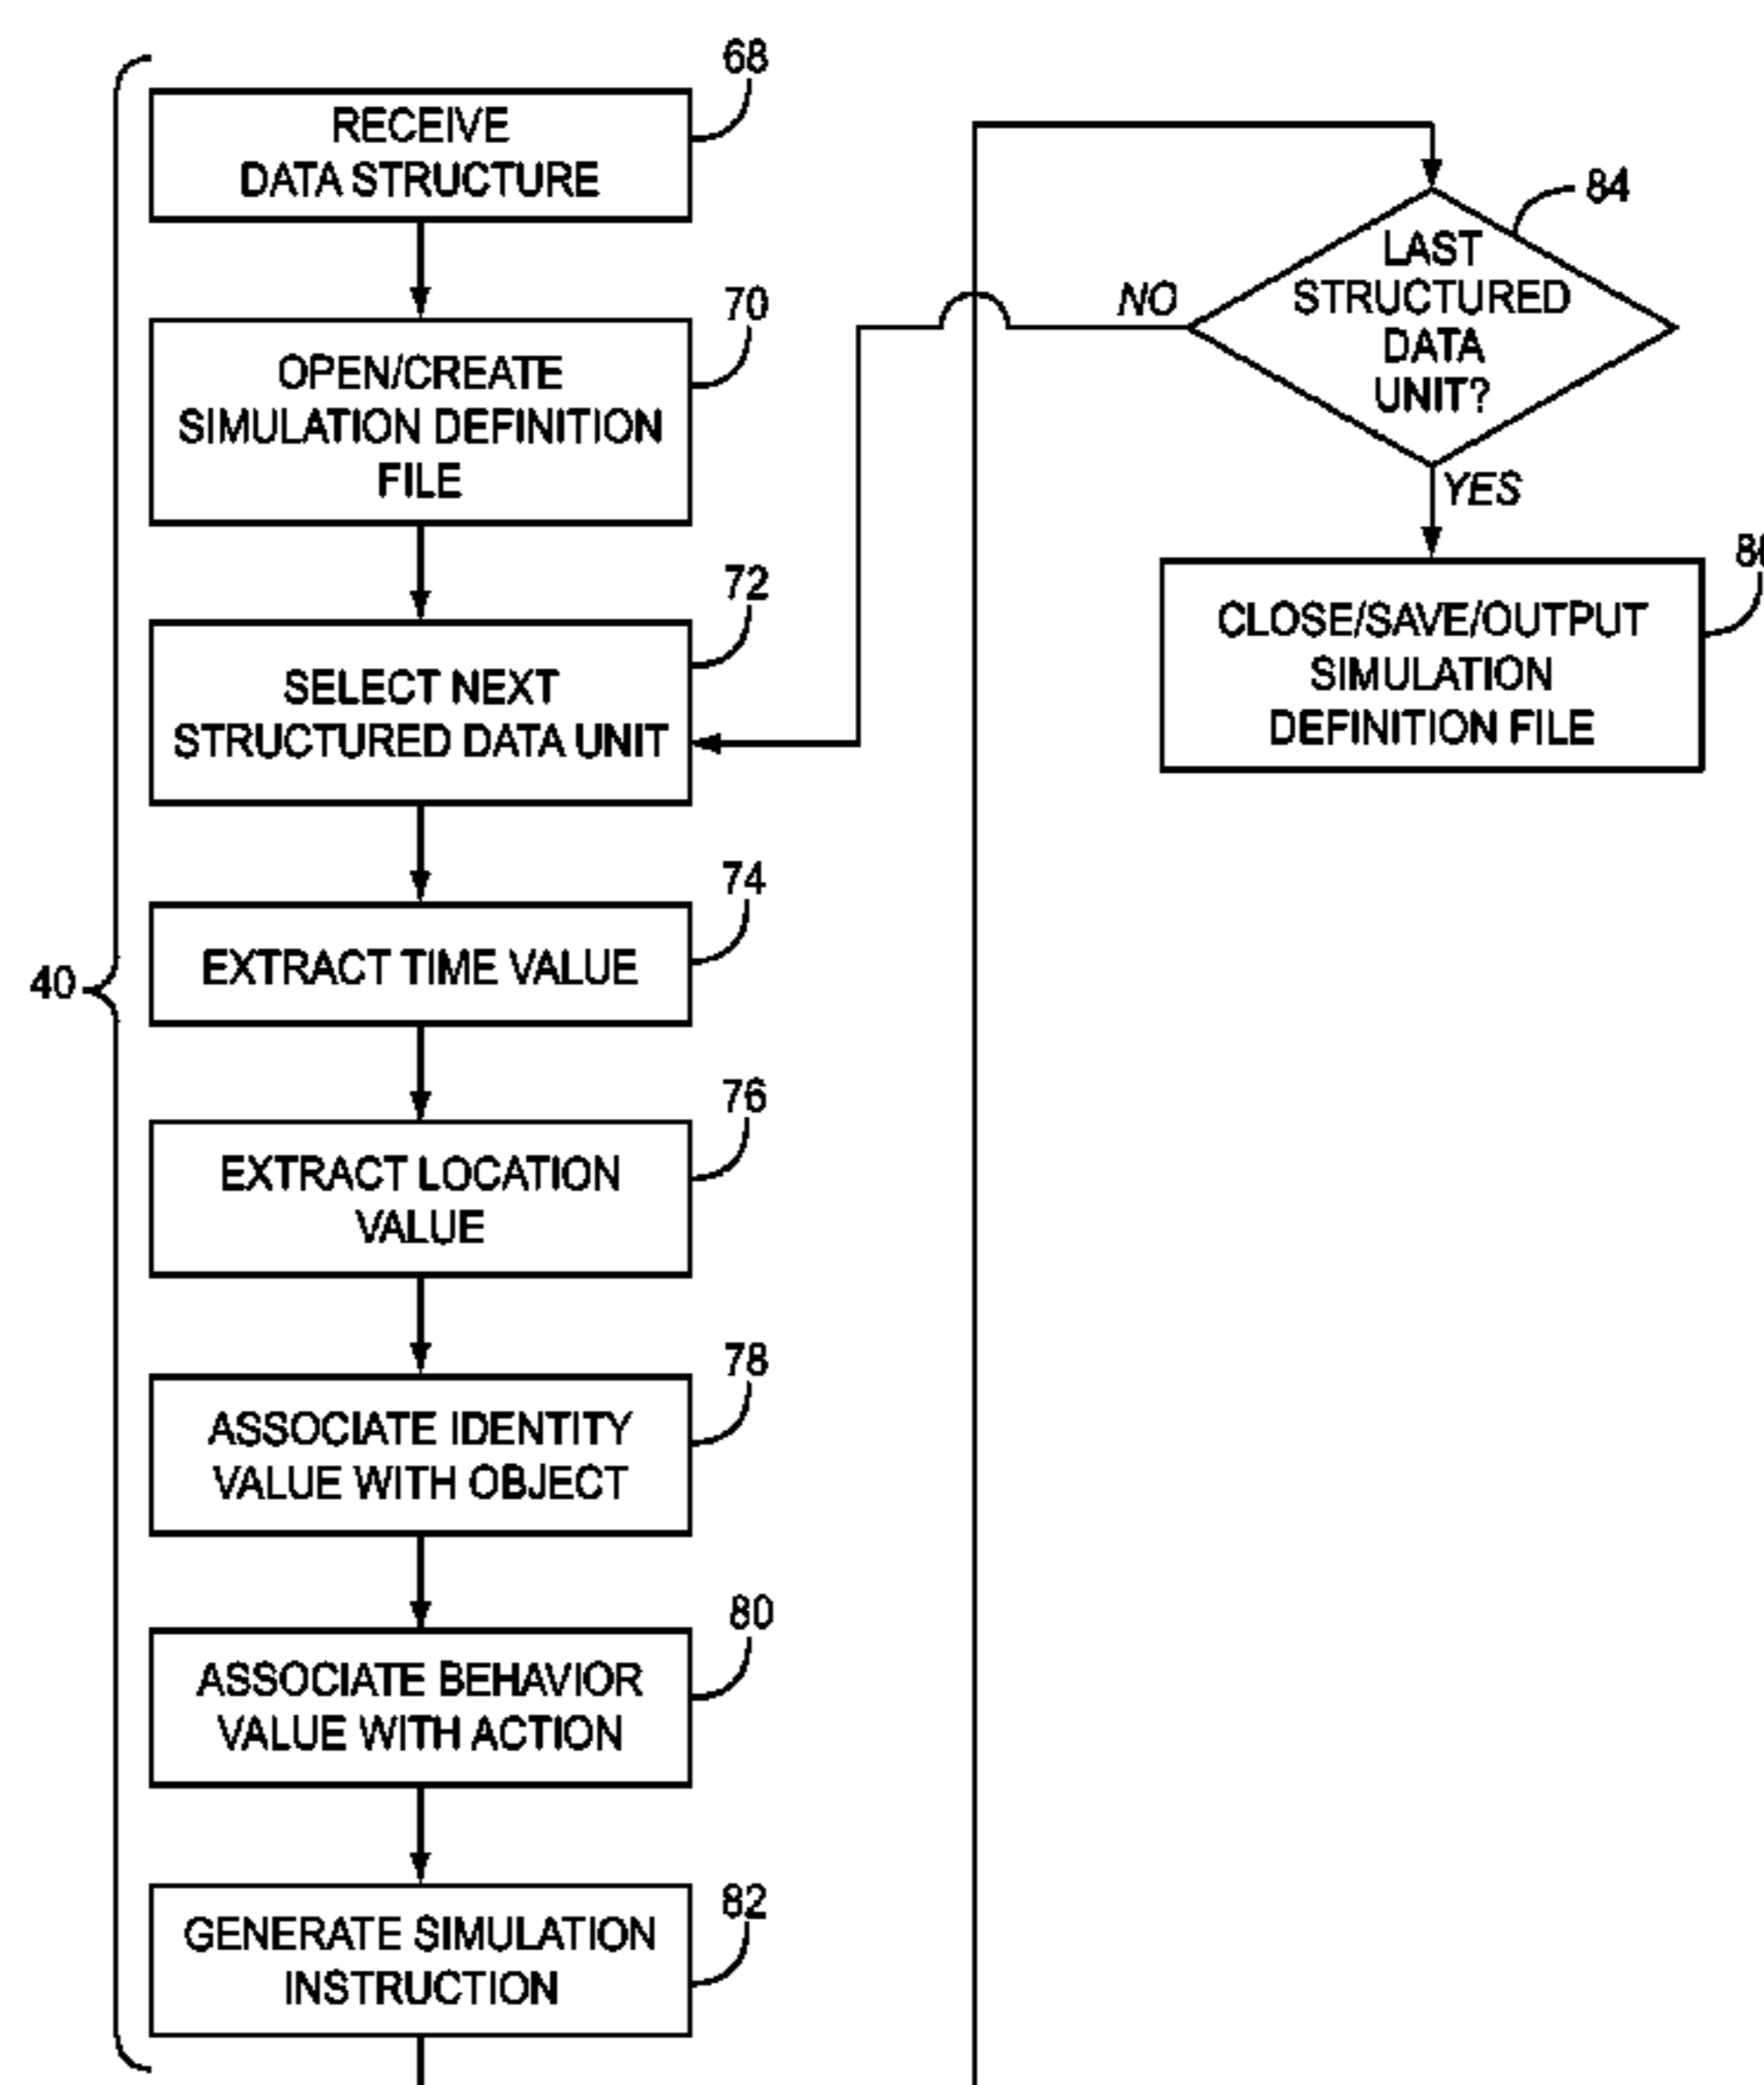 68
RECEIVE
DATA STRUCTURE
70
OPEN/CREATE
SIMULATION DEFINITION
FILE
72
SELECT NEXT
STRUCTURED DATA UNIT
74
EXTRACT TIME VALUE
40
76
EXTRACT LOCATION
VALUE
78
ASSOCIATE IDENTITY
VALUE WITH OBJECT
80
ASSOCIATE BEHAVIOR
VALUE WITH ACTION
82
GENERATE SIMULATION
INSTRUCTION
84
LAST
STRUCTURED
DATA
UNIT?
NO
YES
CLOSE/SAVE/OUTPUT
SIMULATION
DEFINITION FILE